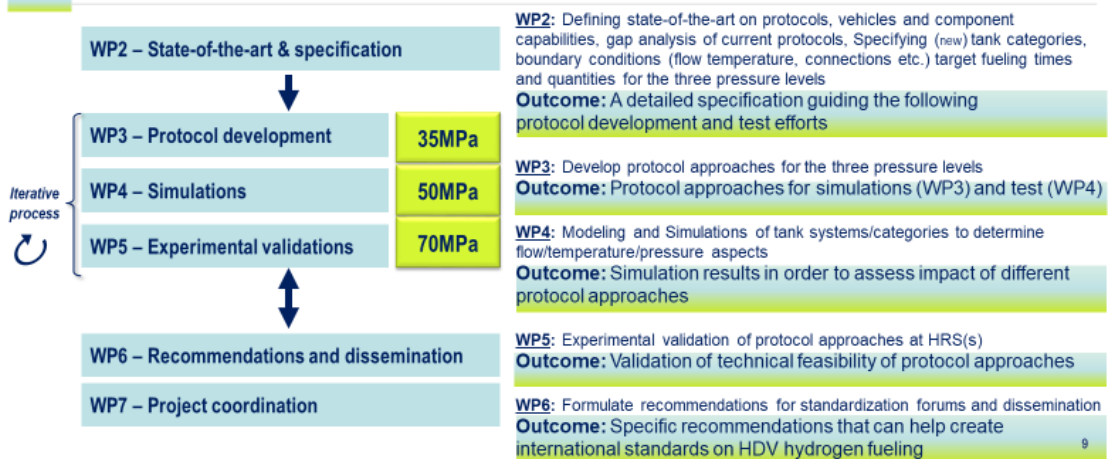 WP2 – State-of-the-art & specification
Iterative
process
WP3 – Protocol development
35MPa
WP4 – Simulations
50MPa
WP5 – Experimental validations
70MPa
WP6 – Recommendations and dissemination
WP7 – Project coordination
WP2: Defining state-of-the-art on protocols, vehicles and component
capabilities, gap analysis of current protocols, Specifying (new) tank categories,
boundary conditions (flow temperature, connections etc.) target fueling times
and quantities for the three pressure levels
Outcome: A detailed specification guiding the following
protocol development and test efforts
WP3: Develop protocol approaches for the three pressure levels
Outcome: Protocol approaches for simulations (WP3) and test (WP4)
WP4: Modeling and Simulations of tank systems/categories to determine
flow/temperature/pressure aspects
Outcome: Simulation results in order to assess impact of different
protocol approaches
WP5: Experimental validation of protocol approaches at HRS(s)
Outcome: Validation of technical feasibility of protocol approaches
WP6: Formulate recommendations for standardization forums and dissemination
Outcome: Specific recommendations that can help create
international standards on HDV hydrogen fueling
9